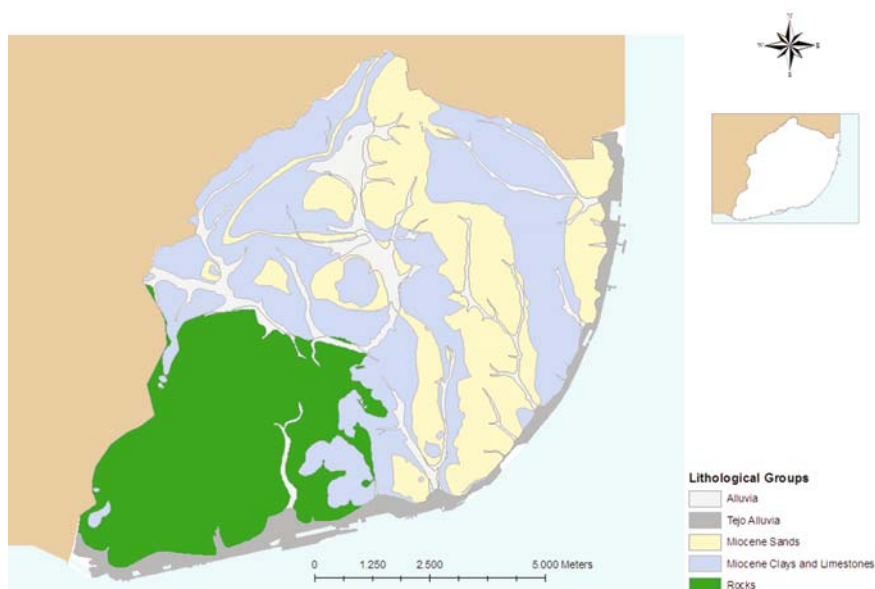 N
E
S
Lithological Groups
Alluvia
Tejo Alluvia
Miocene Sands
Miocene Clays and Limestones
Rocks
0 1.250 2.500 5.000 Meters